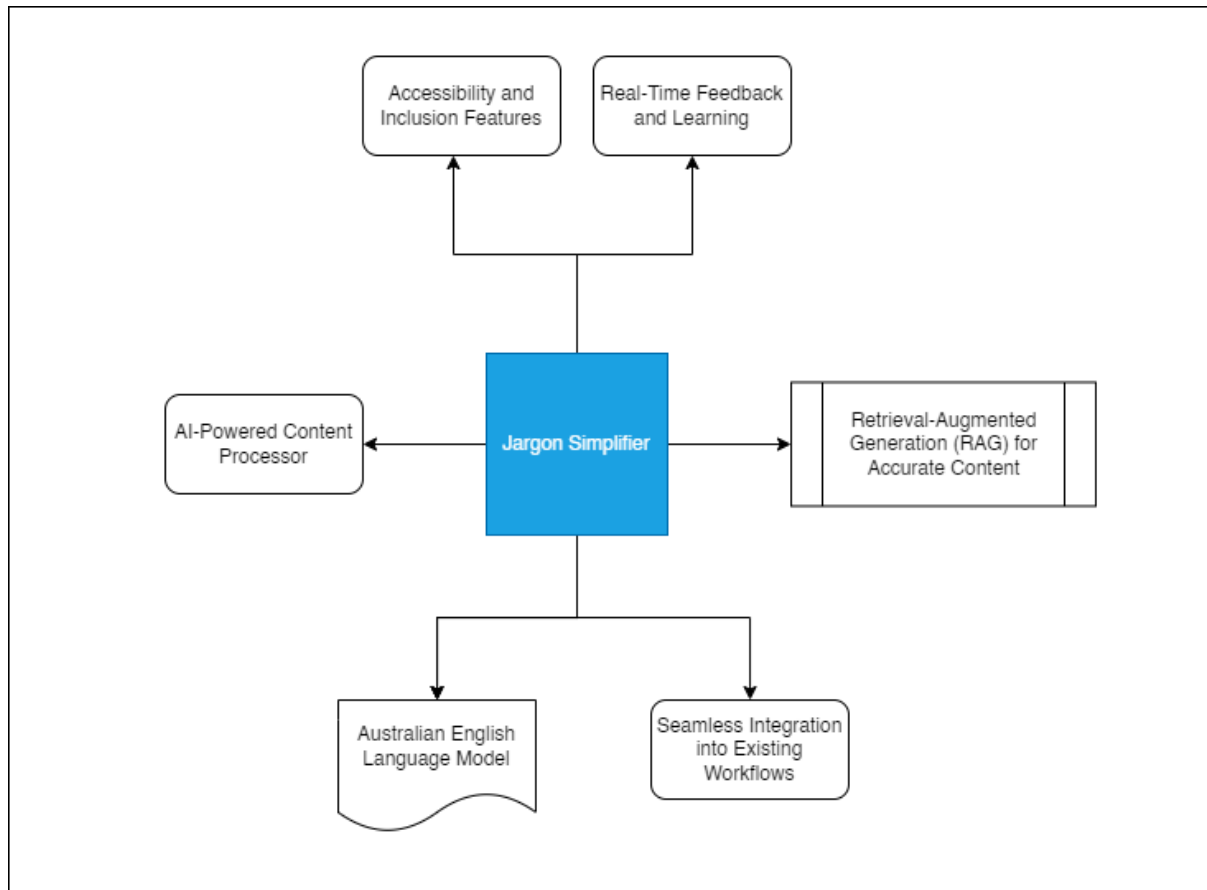 Accessibility and
Inclusion Features
Real-Time Feedback
and Learning
AI-Powered Content
Processor
Jargon Simplifier
Retrieval-Augmented
Generation (RAG) for
Accurate Content
Australian English
Language Model
Seamless Integration
into Existing
Workflows